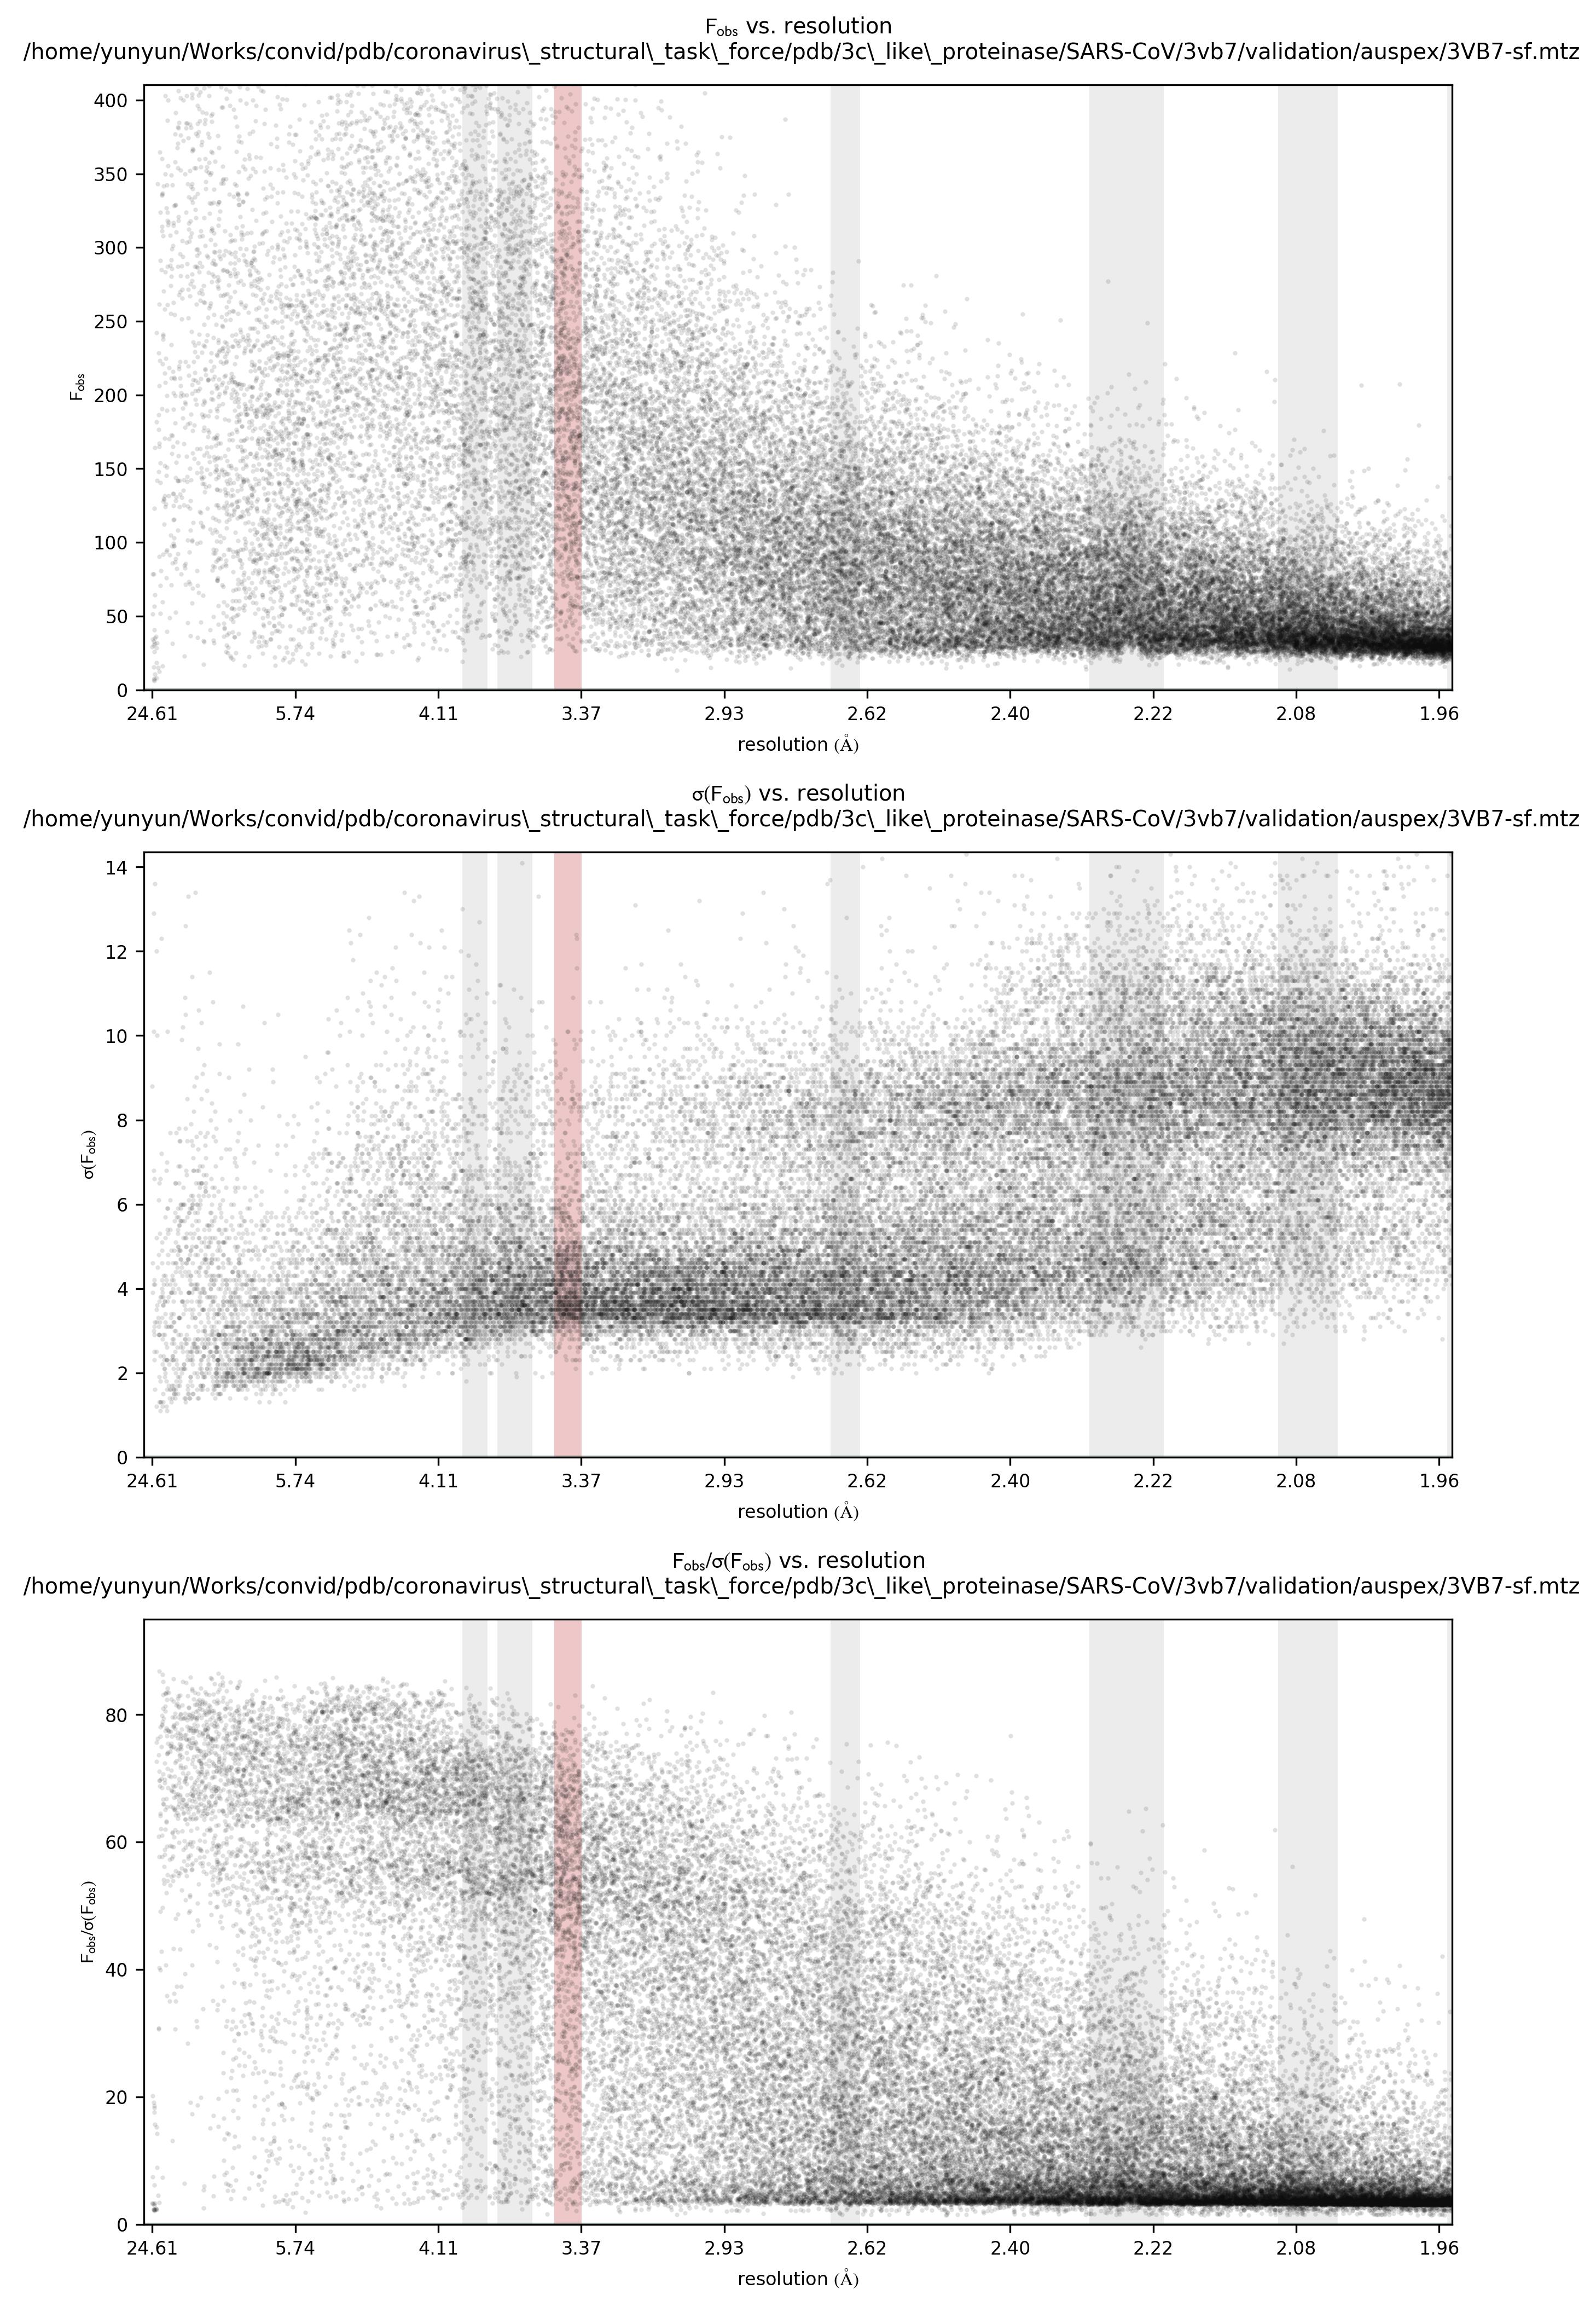 Fobs vs. resolution
/home/yunyun/Works/convid/pdb/coronavirus\_structural\_task\_force/pdb/3c\_like\_proteinase/SARS-CoV/3vb7/validation/auspex/3VB7-sf.mtz
400
350
300
250
200
150
100
50
0
Fobs
24.61 5.74 4.11 3.37 2.93 2.62 2.40 2.22 2.08 1.96
resolution (Å)
σ(Fobs) vs. resolution
/home/yunyun/Works/convid/pdb/coronavirus\_structural\_task\_force/pdb/3c\_like\_proteinase/SARS-CoV/3vb7/validation/auspex/3VB7-sf.mtz
14
12
10
8
6
4
2
0
σ(Fobs)
24.61 5.74 4.11 3.37 2.93 2.62 2.40 2.22 2.08 1.96
resolution (Å)
Fobs/σ(Fobs) vs. resolution
/home/yunyun/Works/convid/pdb/coronavirus\_structural\_task\_force/pdb/3c\_like\_proteinase/SARS-CoV/3vb7/validation/auspex/3VB7-sf.mtz
80
60
40
20
0
Fobs/σ(Fobs)
24.61 5.74 4.11 3.37 2.93 2.62 2.40 2.22 2.08 1.96
resolution (Å)